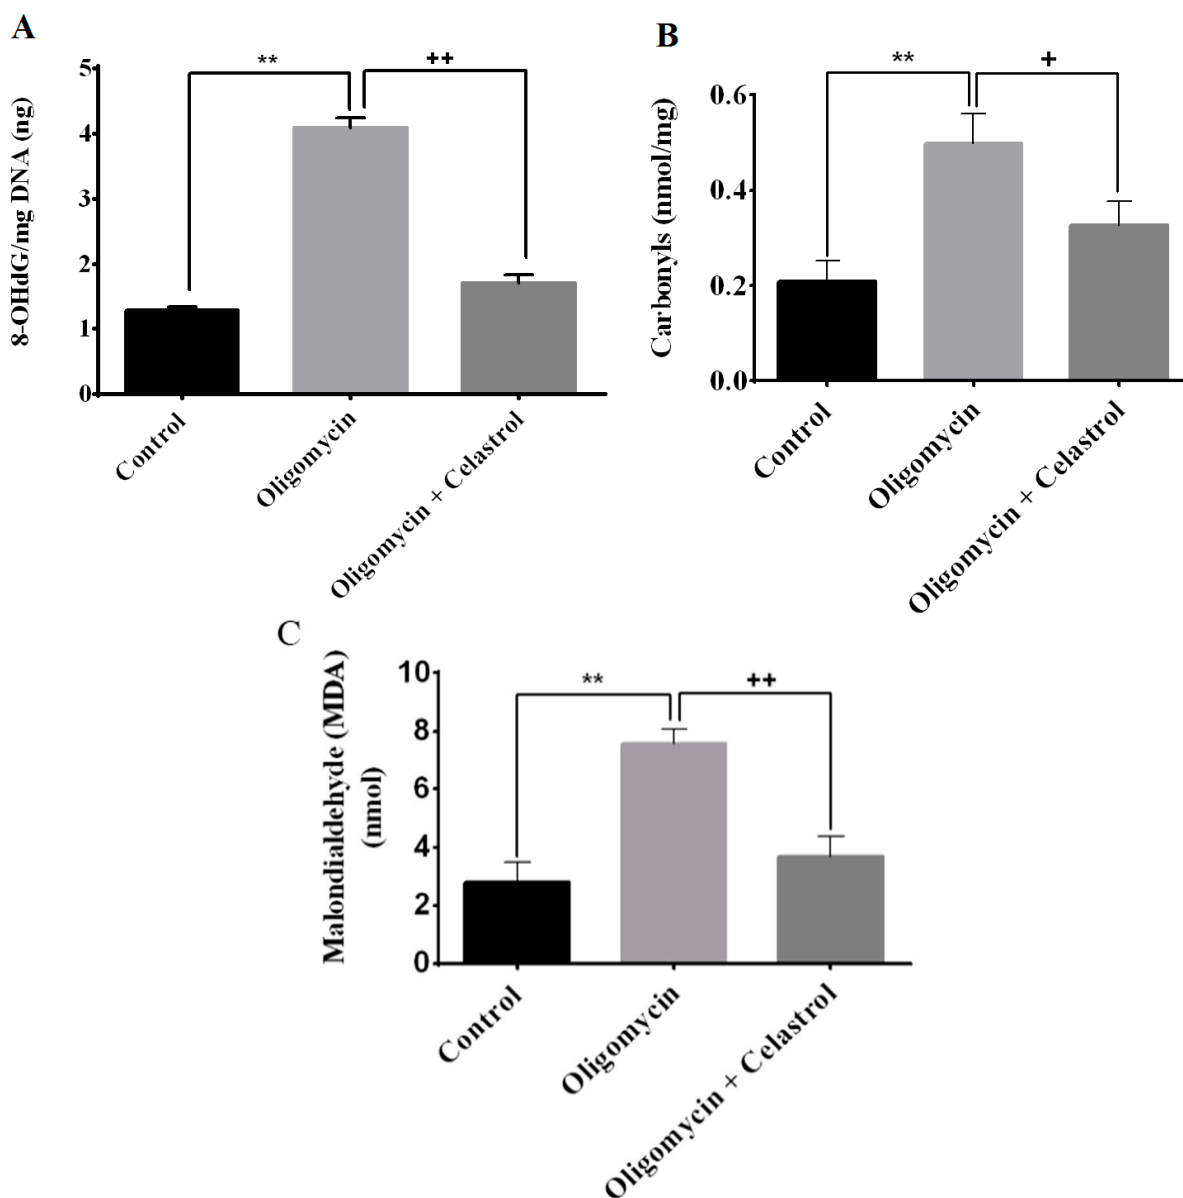 A
8-OHdG/mg DNA (ng)
5
4
3
2
1
0
**
++
Control
Oligomycin
Oligomycin + Celastrol
B
Carbonyls (nmol/mg)
0.6
0.4
0.2
0.0
**
+
Control
Oligomycin
Oligomycin + Celastrol
C
Malondialdehyde (MDA)
(nmol)
10
8
6
4
2
0
**
++
Control
Oligomycin
Oligomycin + Celastrol